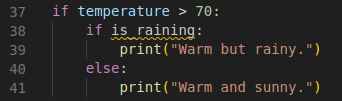 37 if temperature > 70:
38     if is_raining:
39         print("Warm but rainy.")
40     else:
41         print("Warm and sunny.")